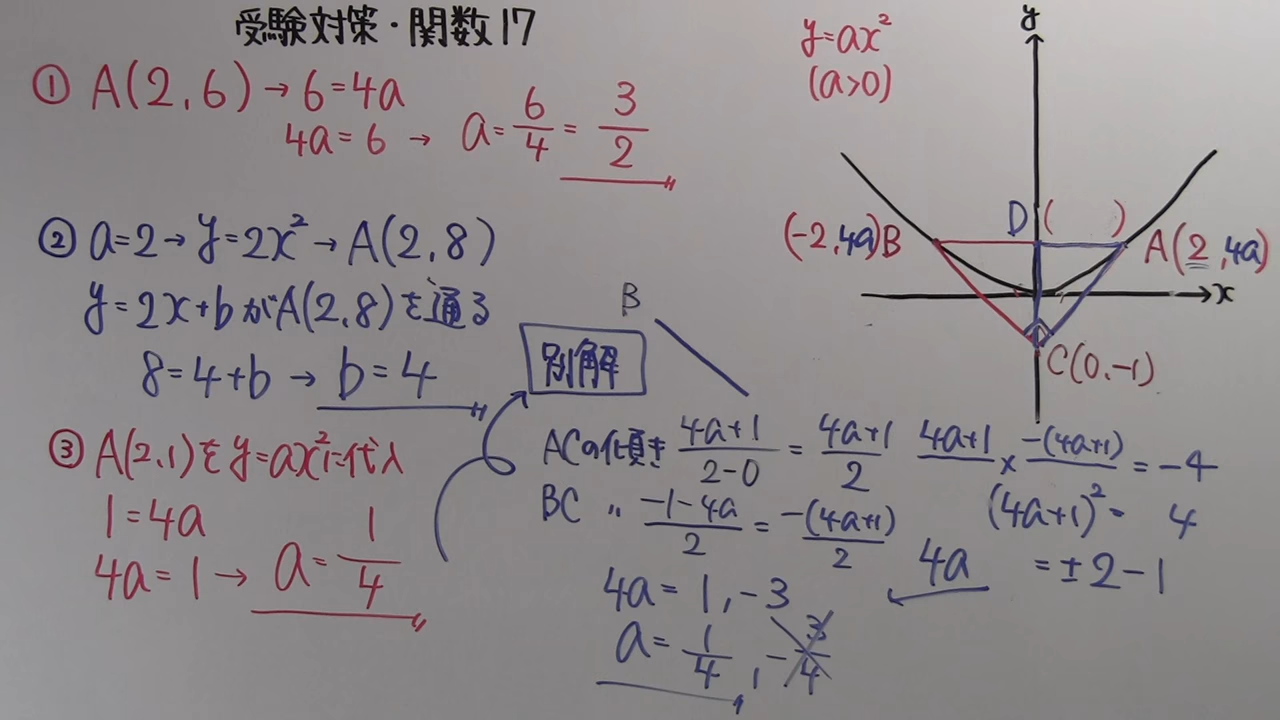 受験対策・関数17
① A(2,6)→6=4a
4a=6 → a=6/4=3/2
② a=2→y=2x²→A(2,8)
y=2x+bがA(2,8)を通る
8=4+b → b=4
③ A(2,1)をy=ax²に代入
1=4a
4a=1→ a=1/4
y=ax²
(a>0)
y
D( )
(-2,4a)B
A(2,4a)
x
C(0,-1)
B
別解
ACの傾き (4a+1)/(2-0) = (4a+1)/2
BC 〃 (-1-4a)/2 = -(4a+1)/2
4a+1 × -(4a+1) = -4
(4a+1)²= 4
4a =±2-1
4a=1,-3
a=1/4,-3/4